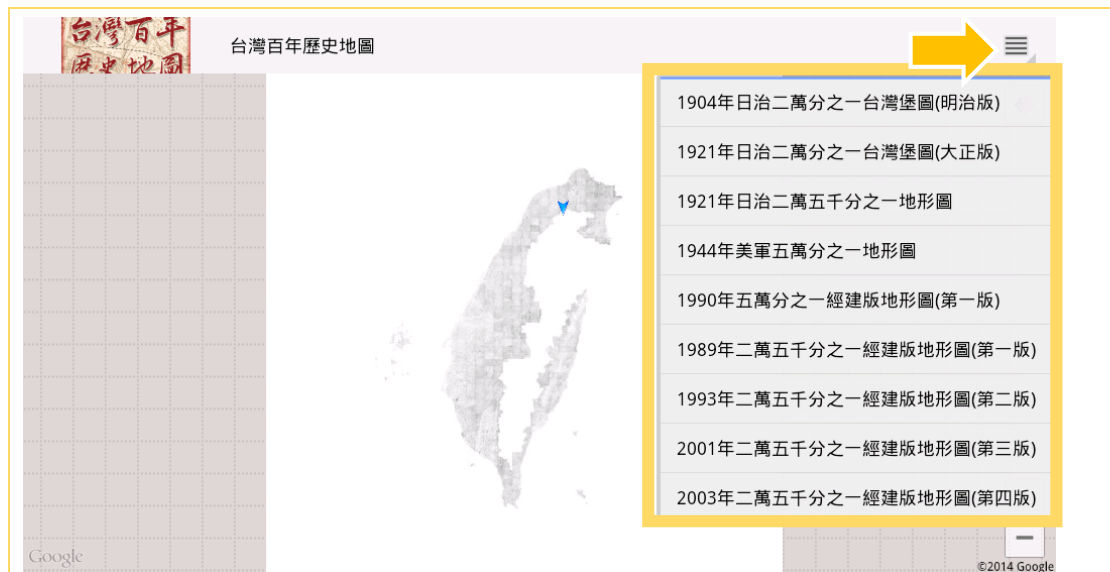 台灣百年
歷史地圖
台灣百年歷史地圖
1904年日治二萬分之一台灣堡圖(明治版)
1921年日治二萬分之一台灣堡圖(大正版)
1921年日治二萬五千分之一地形圖
1944年美軍五萬分之一地形圖
1990年五萬分之一經建版地形圖(第一版)
1989年二萬五千分之一經建版地形圖(第一版)
1993年二萬五千分之一經建版地形圖(第二版)
2001年二萬五千分之一經建版地形圖(第三版)
2003年二萬五千分之一經建版地形圖(第四版)
Google
©2014 Google